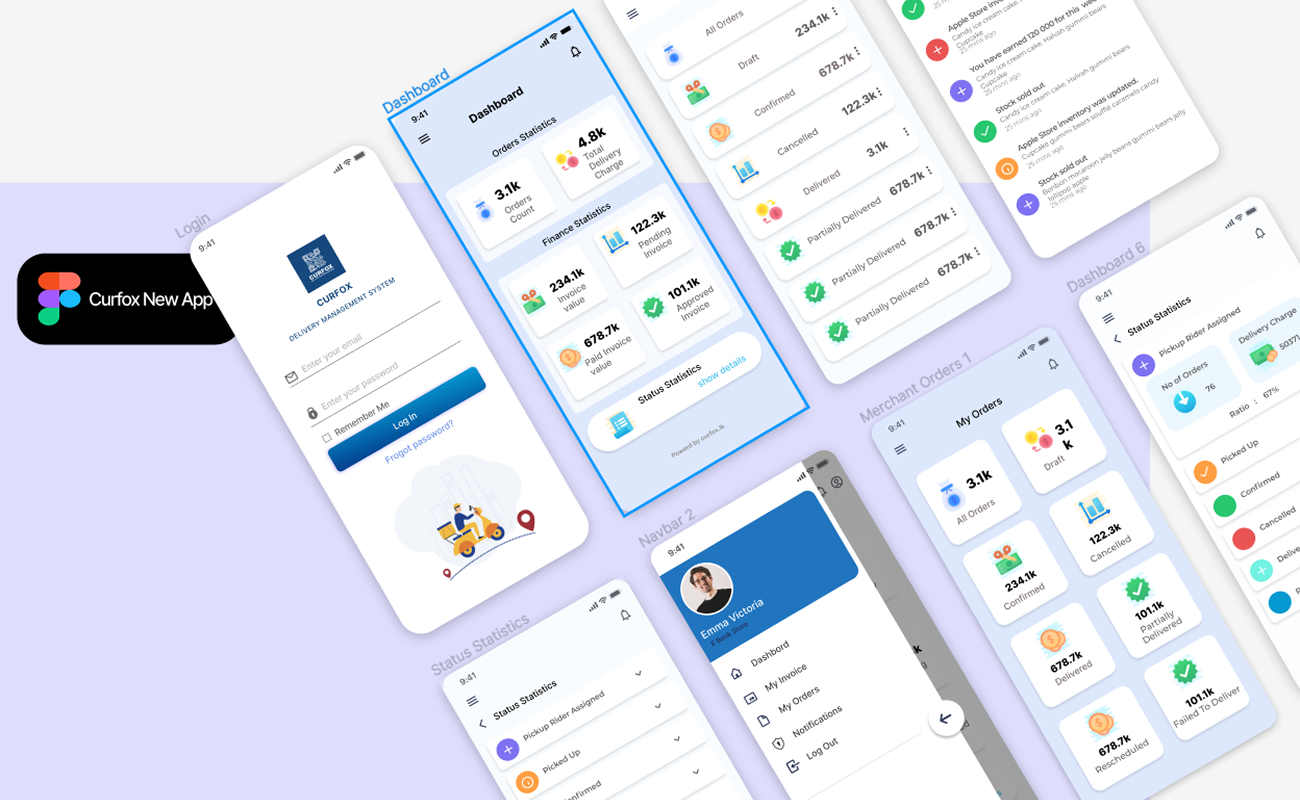 Curfox New App
Login
9:41
CURFOX
CURFOX
DELIVERY MANAGEMENT SYSTEM
Enter your email
Enter your password
Remember Me
Log In
Frogot password?
Dashboard
9:41
Dashboard
Orders Statistics
3.1k
Orders
Count
4.8k
Total
Delivery
Charge
Finance Statistics
234.1k
Invoice
value
122.3k
Pending
Invoice
678.7k
Paid Invoice
value
101.1k
Approved
Invoice
Status Statistics
show details
Powerd by curfox.lk
All Orders
Draft
234.1k
Confirmed
678.7k
Cancelled
122.3k
Delivered
3.1k
Partially Delivered
678.7k
Partially Delivered
678.7k
Partially Delivered
678.7k
25 mins ago
Apple Store inventory
Candy ice cream cake. Halvah gummi bears
Cupcake
25 mins ago
You have earned 120 000 for this week
Candy ice cream cake. Halvah gummi bears
Cupcake
25 mins ago
Stock sold out
Candy ice cream cake. Halvah gummi bears
25 mins ago
Apple Store inventory was updated.
Cupcake gummi bears soufflé caramels candy
25 mins ago
Stock sold out
Bonbon macaroon jelly beans gummi bears jelly
lollipop apple
25 mins ago
Status Statistics
9:41
Status Statistics
Pickup Rider Assigned
Picked Up
Confirmed
Navbar 2
9:41
Emma Victoria
E Book Store
Dashbord
My Invoice
My Orders
Notifications
Log Out
Merchant Orders 1
9:41
My Orders
3.1k
All Orders
3.1
k
Draft
234.1k
Confirmed
122.3k
Cancelled
678.7k
Delivered
101.1k
Partially
Delivered
678.7k
Rescheduled
101.1k
Failed To Deliver
Dashboard 6
9:41
Status Statistics
Pickup Rider Assigned
No of Orders
76
Delivery Charge
50371
Ratio : 67%
Picked Up
Confirmed
Cancelled